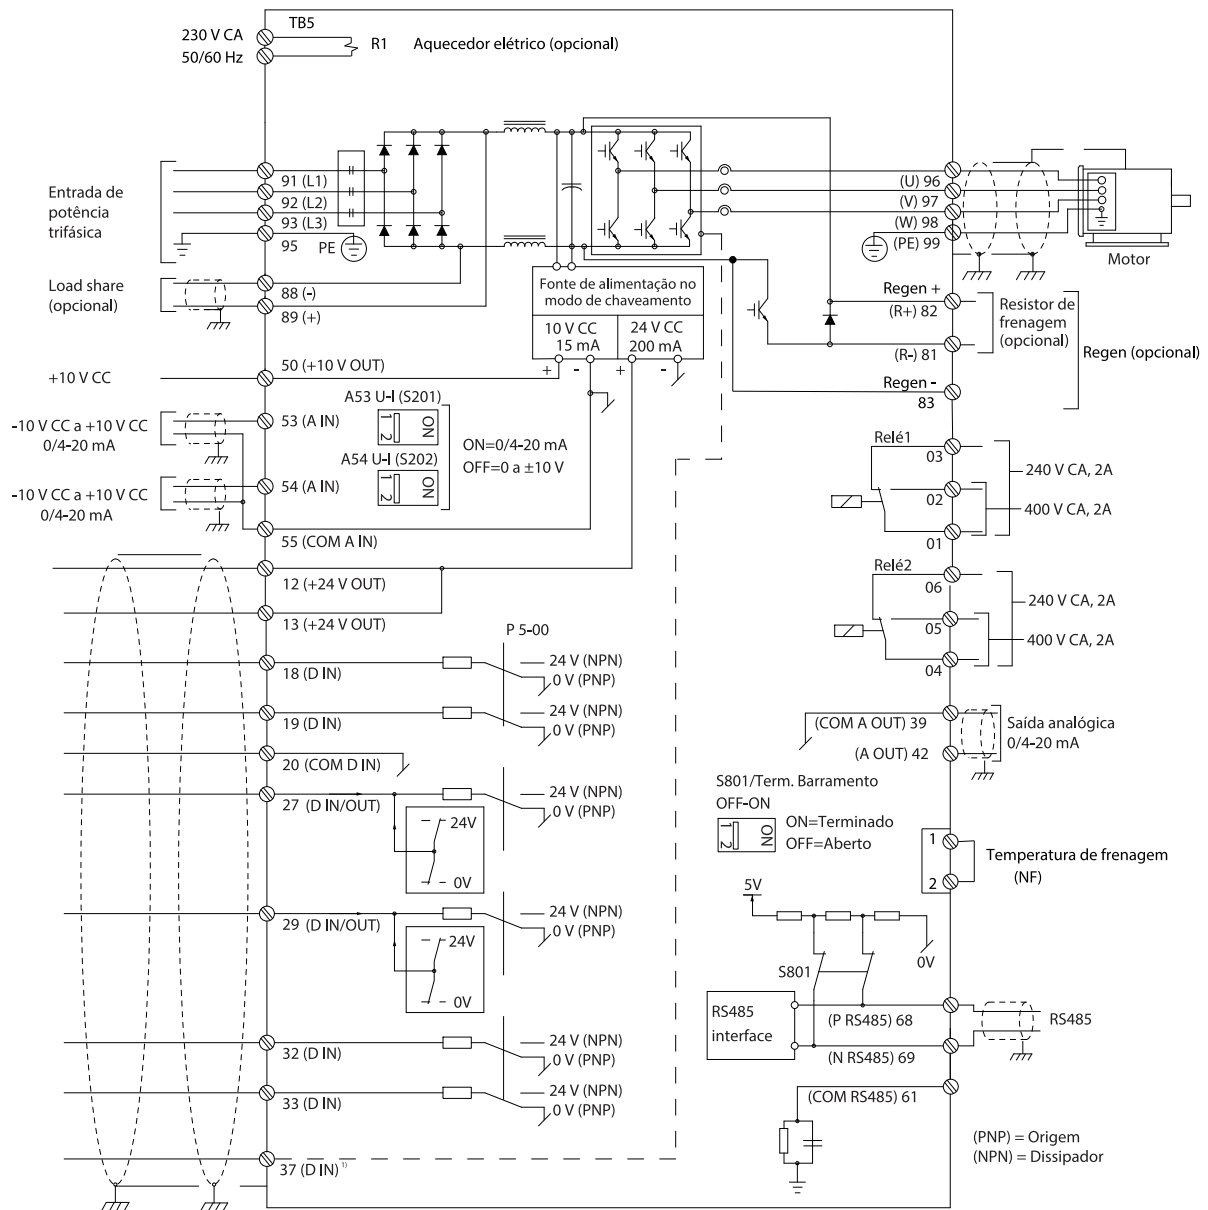 TB5
230 V CA
50/60 Hz
R1
Aquecedor elétrico (opcional)
Entrada de
potência
trifásica
91 (L1)
92 (L2)
93 (L3)
95
PE
(U) 96
(V) 97
(W) 98
(PE) 99
Motor
Load share
(opcional)
88 (-)
89 (+)
Fonte de alimentação no
modo de chaveamento
10 V CC
15 mA
24 V CC
200 mA
+
-
+
-
Regen +
(R+) 82
Resistor de
frenagem
(opcional)
(R-) 81
Regen (opcional)
Regen -
83
+10 V CC
50 (+10 V OUT)
-10 V CC a +10 V CC
0/4-20 mA
53 (A IN)
A53 U-I (S201)
1 2
ON
A54 U-I (S202)
1 2
ON
ON=0/4-20 mA
OFF=0 a ±10 V
-10 V CC a +10 V CC
0/4-20 mA
54 (A IN)
55 (COM A IN)
12 (+24 V OUT)
13 (+24 V OUT)
Relé1
03
02
01
240 V CA, 2A
400 V CA, 2A
Relé2
06
05
04
240 V CA, 2A
400 V CA, 2A
P 5-00
18 (D IN)
24 V (NPN)
0 V (PNP)
19 (D IN)
24 V (NPN)
0 V (PNP)
20 (COM D IN)
27 (D IN/OUT)
24 V (NPN)
0 V (PNP)
24V
0V
29 (D IN/OUT)
24 V (NPN)
0 V (PNP)
24V
0V
32 (D IN)
24 V (NPN)
0 V (PNP)
33 (D IN)
24 V (NPN)
0 V (PNP)
37 (D IN) 1)
(COM A OUT) 39
(A OUT) 42
Saída analógica
0/4-20 mA
S801/Term. Barramento
OFF-ON
1 2
ON
ON=Terminado
OFF=Aberto
1
2
Temperatura de frenagem
(NF)
5V
0V
S801
RS485
interface
(P RS485) 68
(N RS485) 69
RS485
(COM RS485) 61
(PNP) = Origem
(NPN) = Dissipador